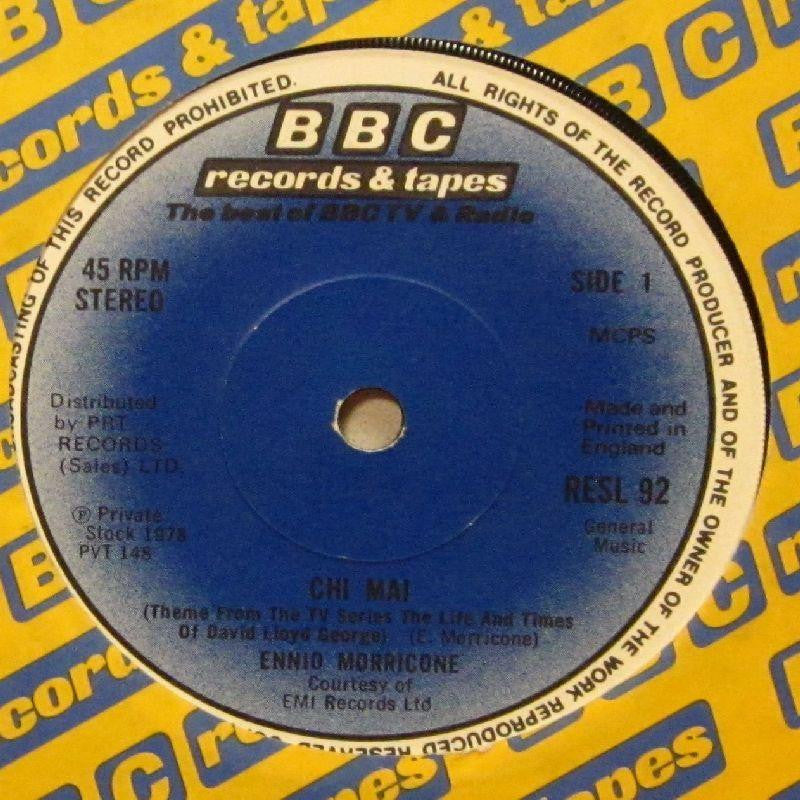 BBC
records & tapes
The best of BBC TV & Radio
45 RPM
STEREO
SIDE 1
MCPS
Distributed
by PRT
RECORDS
(Sales) LTD.
Made and
Printed in
England
RESL 92
General
Music
℗ Private
Stock 1978
PVT 148
CHI MAI
(Theme From The TV Series The Life And Times
Of David Lloyd George) (E. Morricone)
ENNIO MORRICONE
Courtesy of
EMI Records Ltd
ALL RIGHTS OF THE RECORD PRODUCER AND OF THE OWNER OF THE WORK REPRODUCED RESERVED
OF THIS RECORD PROHIBITED.
records & tapes